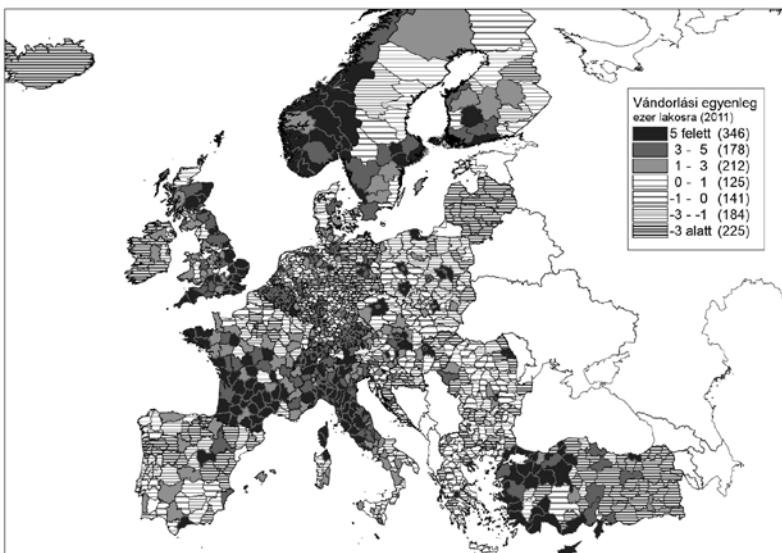 Vándorlási egyenleg
ezer lakosra (2011)
5 felett (346)
3 - 5 (178)
1 - 3 (212)
0 - 1 (125)
-1 - 0 (141)
-3 - -1 (184)
-3 alatt (225)